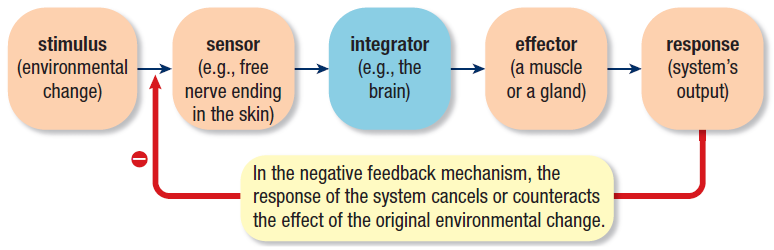 stimulus
(environmental
change)
sensor
(e.g., free
nerve ending
in the skin)
integrator
(e.g., the
brain)
effector
(a muscle
or a gland)
response
(system’s
output)
In the negative feedback mechanism, the
response of the system cancels or counteracts
the effect of the original environmental change.